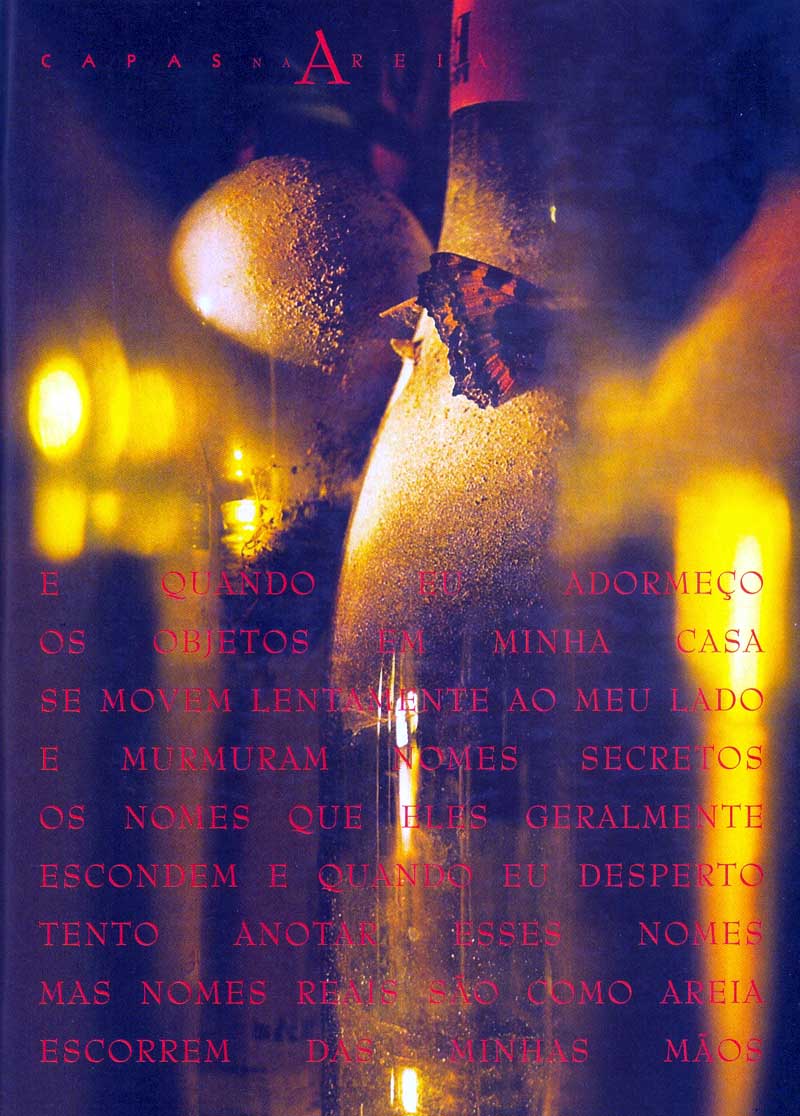 CAPAS NA AREIA
E QUANDO EU ADORMEÇO
OS OBJETOS EM MINHA CASA
SE MOVEM LENTAMENTE AO MEU LADO
E MURMURAM NOMES SECRETOS
OS NOMES QUE ELES GERALMENTE
ESCONDEM E QUANDO EU DESPERTO
TENTO ANOTAR ESSES NOMES
MAS NOMES REAIS SÃO COMO AREIA
ESCORREM DAS MINHAS MÃOS